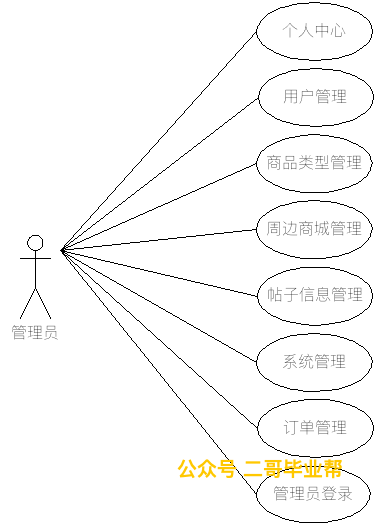 个人中心
用户管理
商品类型管理
周边商城管理
帖子信息管理
管理员
系统管理
订单管理
公众号 二哥毕业帮
管理员登录